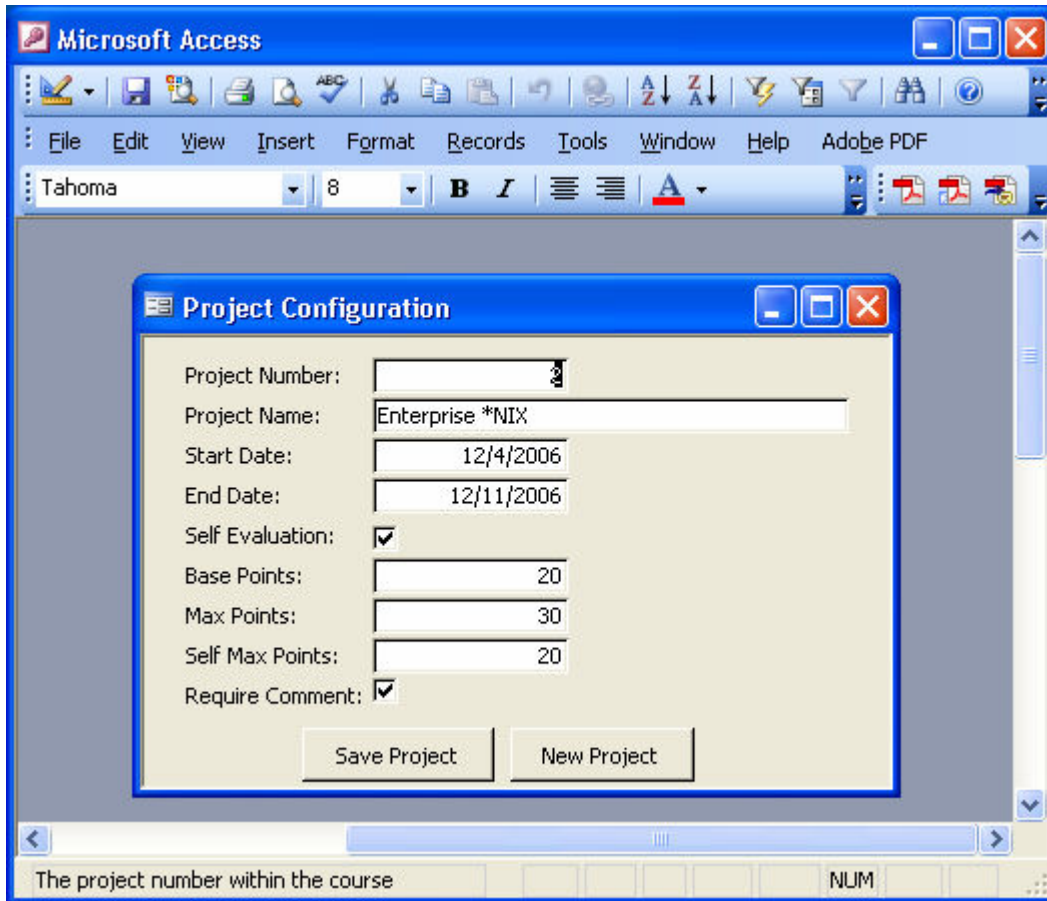 Microsoft Access
ABC
A Z Z A
File Edit View Insert Format Records Tools Window Help Adobe PDF
Tahoma 8 B I A
Project Configuration
Project Number: 2
Project Name: Enterprise *NIX
Start Date: 12/4/2006
End Date: 12/11/2006
Self Evaluation:
Base Points: 20
Max Points: 30
Self Max Points: 20
Require Comment:
Save Project New Project
The project number within the course NUM